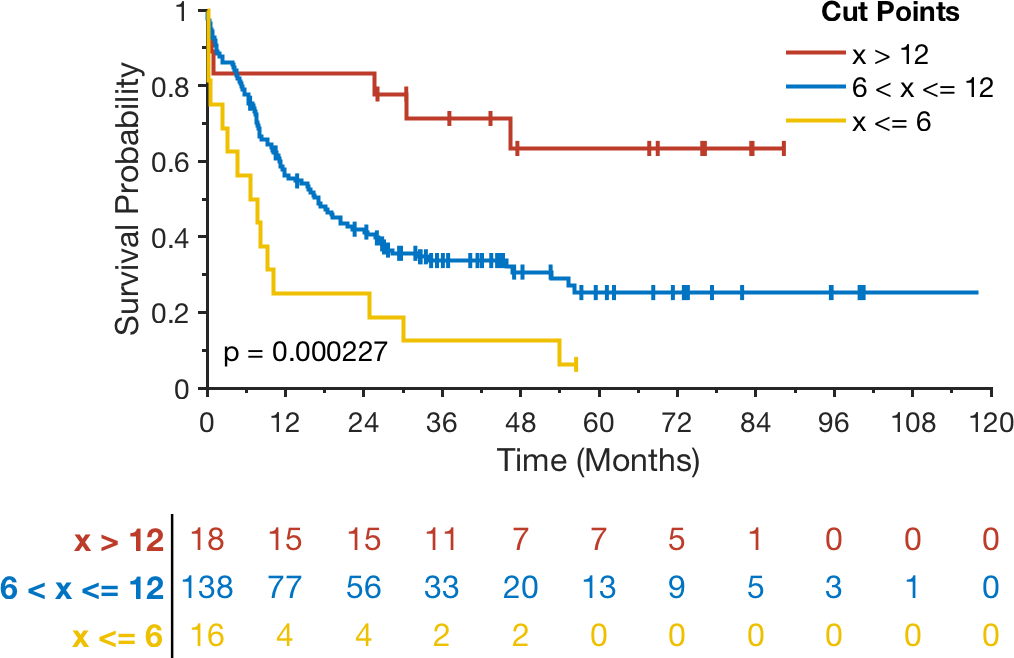 Cut Points
x > 12
6 < x <= 12
x <= 6
Survival Probability
1
0.8
0.6
0.4
0.2
0
p = 0.000227
0 12 24 36 48 60 72 84 96 108 120
Time (Months)
x > 12 18 15 15 11 7 7 5 1 0 0 0
6 < x <= 12 138 77 56 33 20 13 9 5 3 1 0
x <= 6 16 4 4 2 2 0 0 0 0 0 0